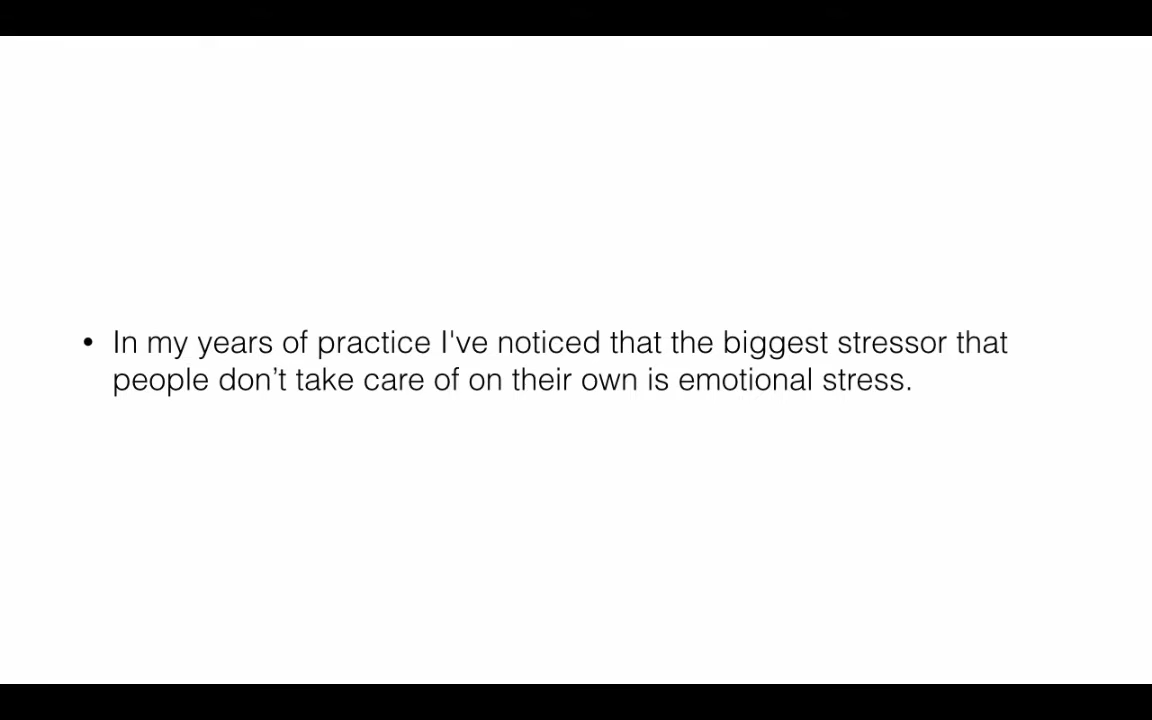 • In my years of practice I've noticed that the biggest stressor that
people don’t take care of on their own is emotional stress.